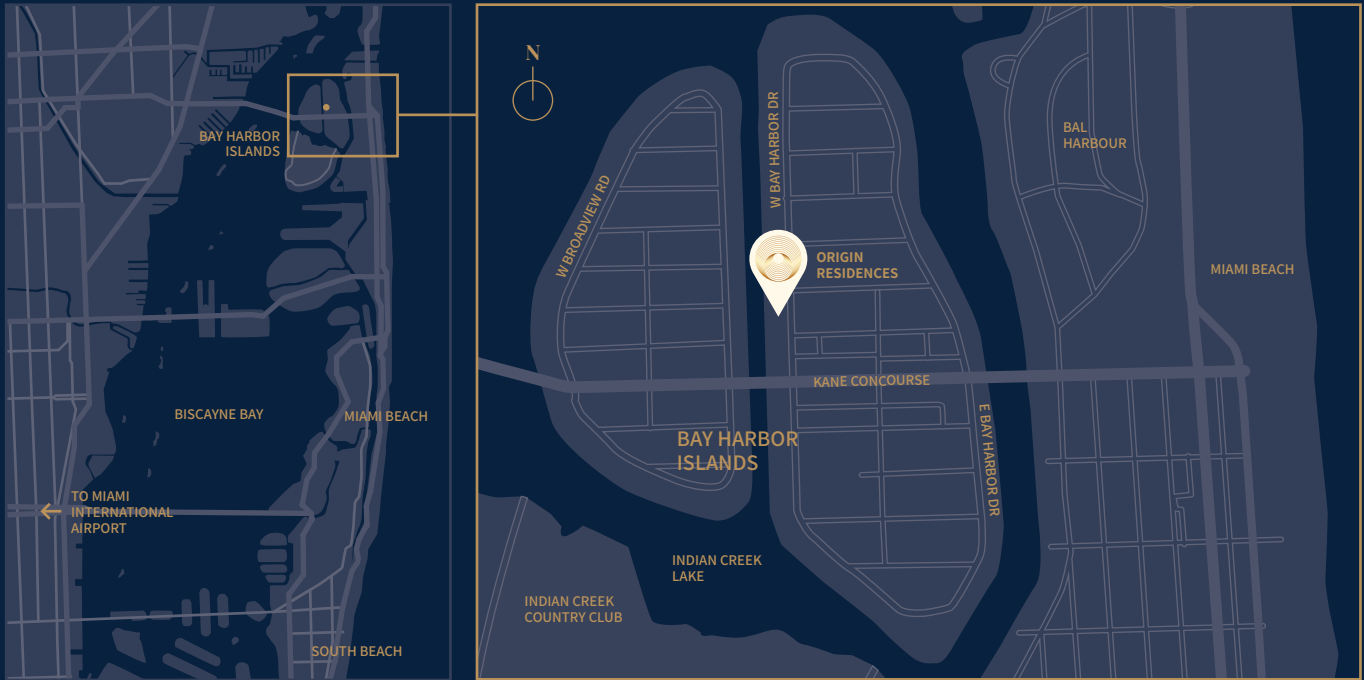 BAY HARBOR
ISLANDS
BISCAYNE BAY
MIAMI BEACH
TO MIAMI
INTERNATIONAL
AIRPORT
SOUTH BEACH
N
W BROADVIEW RD
W BAY HARBOR DR
ORIGIN
RESIDENCES
BAL
HARBOUR
MIAMI BEACH
KANE CONCOURSE
BAY HARBOR
ISLANDS
E BAY HARBOR DR
INDIAN CREEK
LAKE
INDIAN CREEK
COUNTRY CLUB